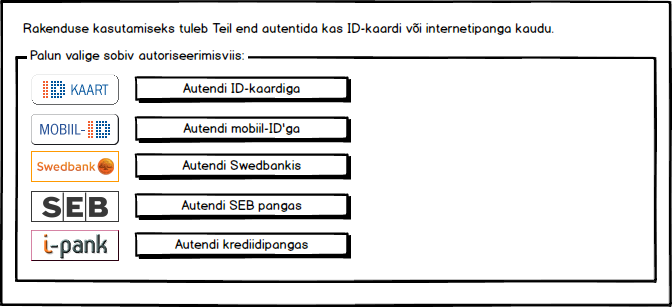 Rakenduse kasutamiseks tuleb Teil end autentida kas ID-kaardi või internetipanga kaudu.
Palun valige sobiv autoriseerimisviis:
ID KAART Autendi ID-kaardiga
MOBIIL-ID Autendi mobiil-ID'ga
Swedbank Autendi Swedbankis
SEB Autendi SEB pangas
i-pank Autendi krediidipangas